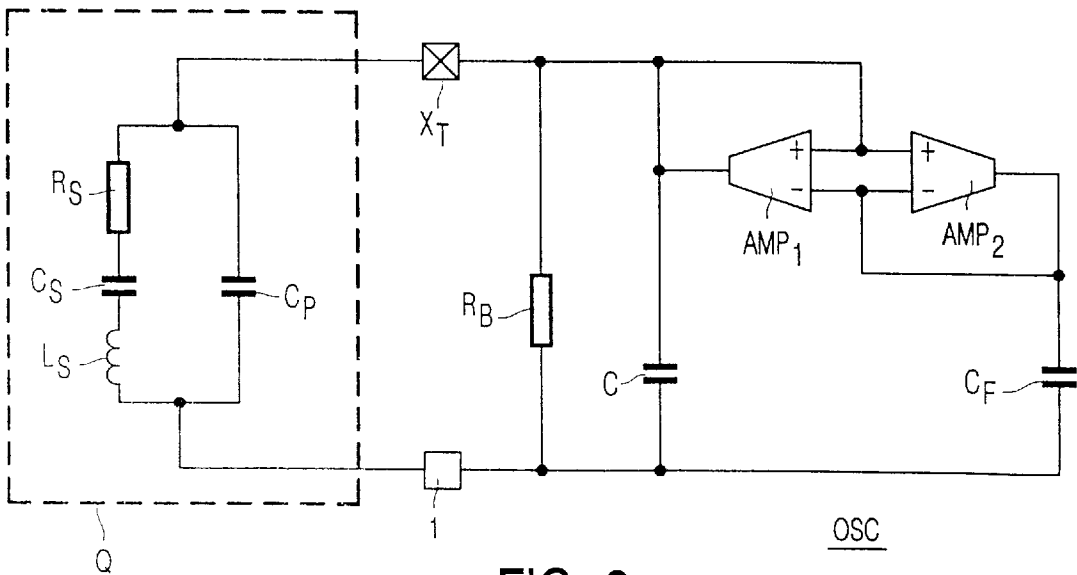 X_T
R_S
+
+
-
-
AMP_1
AMP_2
C_S
C_P
R_B
L_S
C
C_F
1
OSC
Q